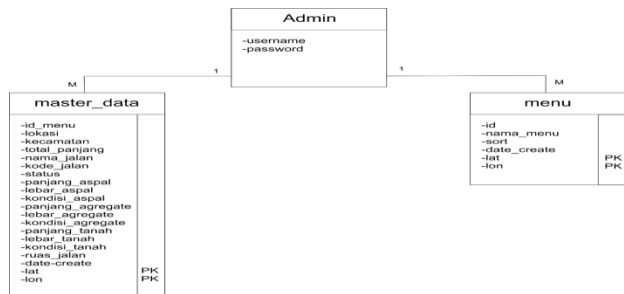 Admin
-username
-password
1
1
M
M
master_data
-id_menu
-lokasi
-kecamatan
-total_panjang
-nama_jalan
-kode_jalan
-status
-panjang_aspal
-lebar_aspal
-kondisi_aspal
-panjang_agregate
-lebar_agregate
-kondisi_agregate
-panjang_tanah
-lebar_tanah
-kondisi_tanah
-ruas_jalan
-date-create
-lat PK
-lon PK
menu
-id
-nama_menu
-sort
-date_create
-lat PK
-lon PK